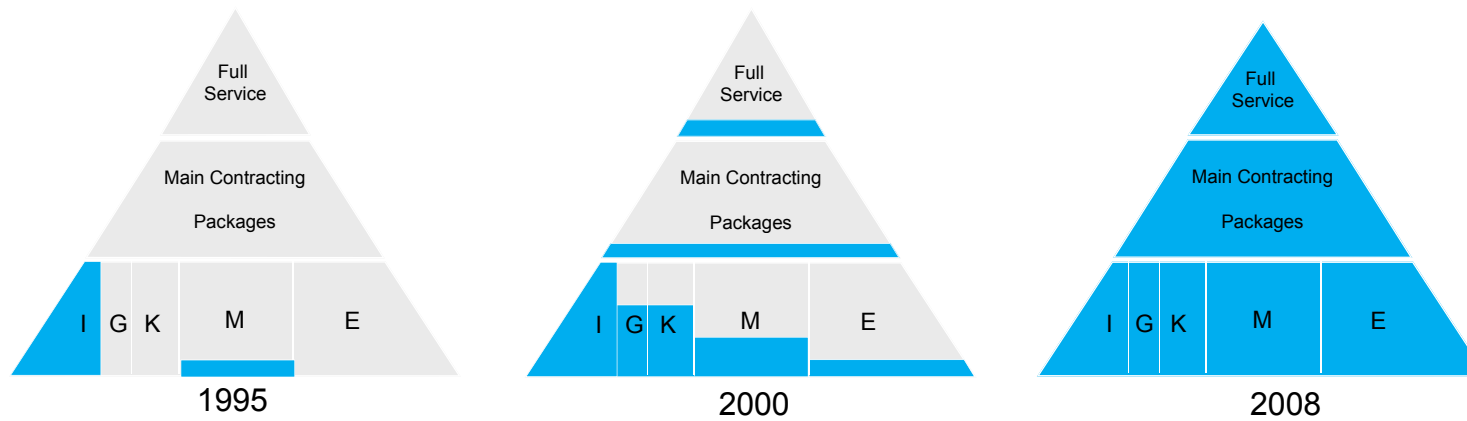 Full
Service
Main Contracting
Packages
I G K M E
1995
Full
Service
Main Contracting
Packages
I G K M E
2000
Full
Service
Main Contracting
Packages
I G K M E
2008